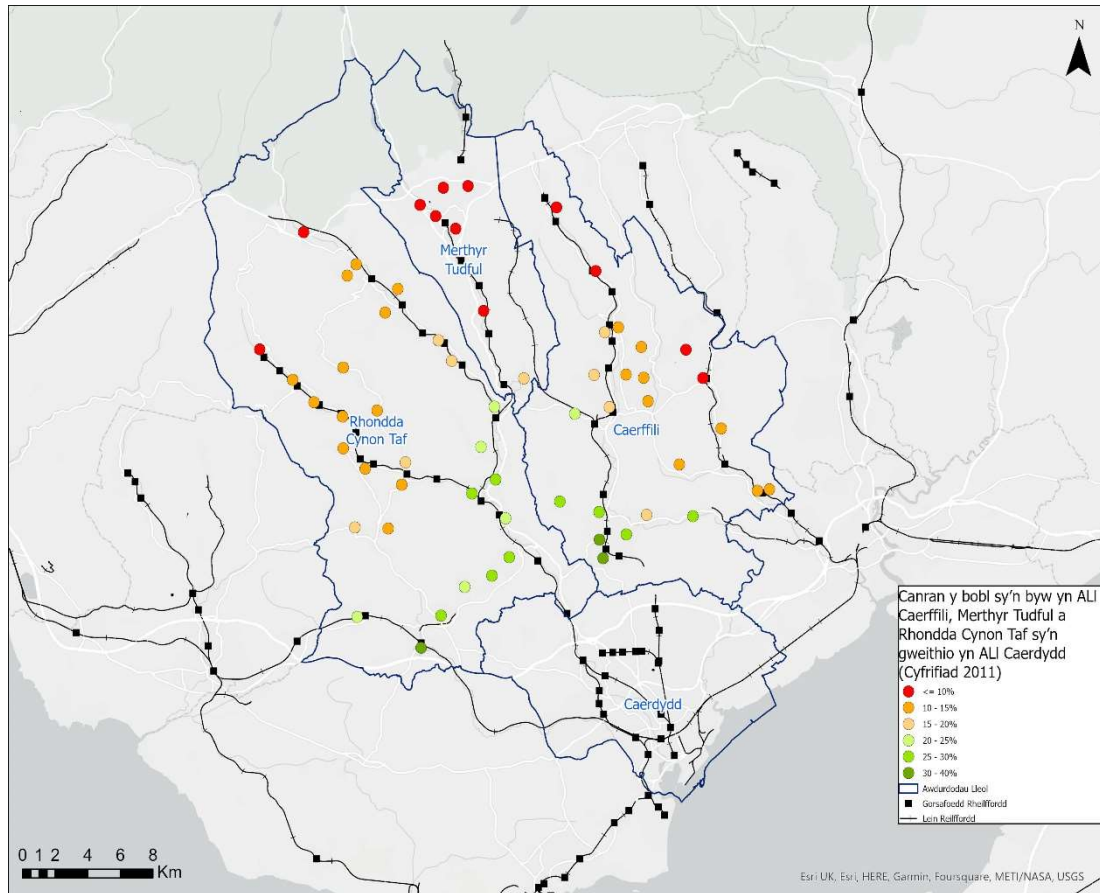 N
Merthyr
Tudful
Rhondda
Cynon Taf
Caerffili
Caerdydd
Canran y bobl sy'n byw yn ALl
Caerffili, Merthyr Tudful a
Rhondda Cynon Taf sy'n
gweithio yn ALl Caerdydd
(Cyfrifiad 2011)
<= 10%
10 - 15%
15 - 20%
20 - 25%
25 - 30%
30 - 40%
Awdurdodau Lleol
Gorsafoedd Rheilffordd
Lein Reilffordd
0 1 2 4 6 8
Km
Esri UK, Esri, HERE, Garmin, Foursquare, METI/NASA, USGS